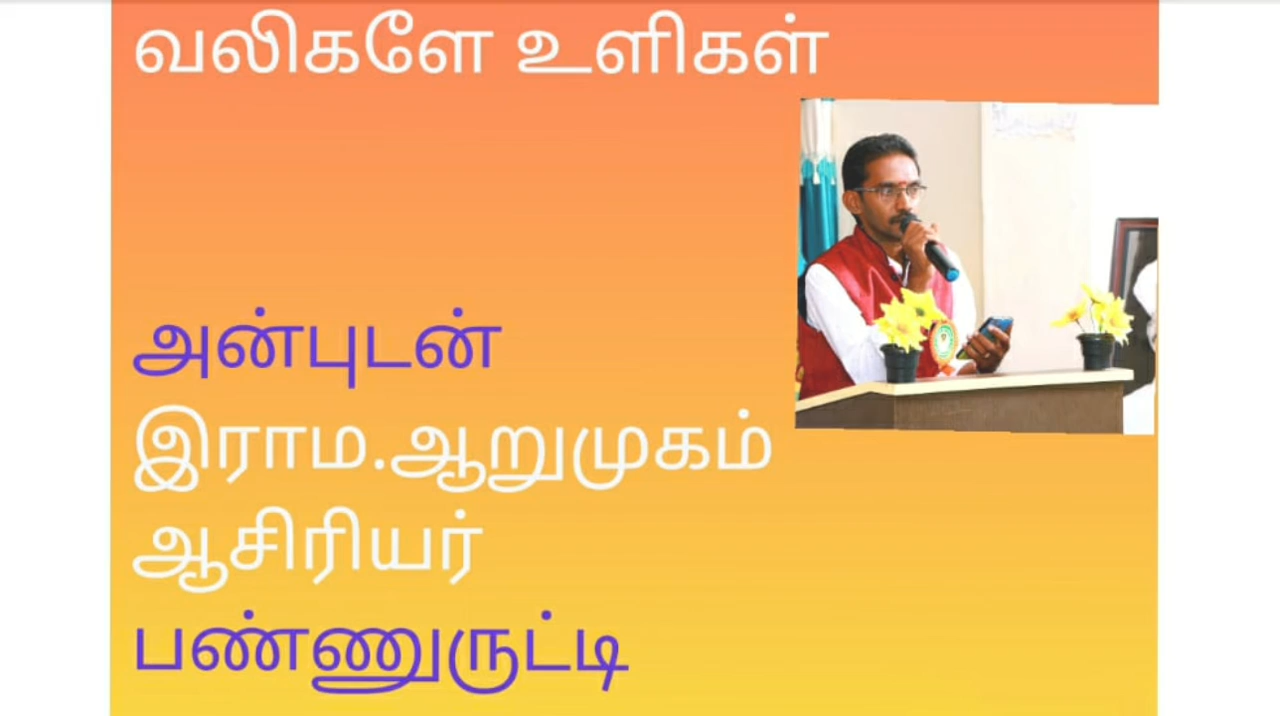 வலிகளே உளிகள்
அன்புடன்
இராம.ஆறுமுகம்
ஆசிரியர்
பண்ணுருட்டி